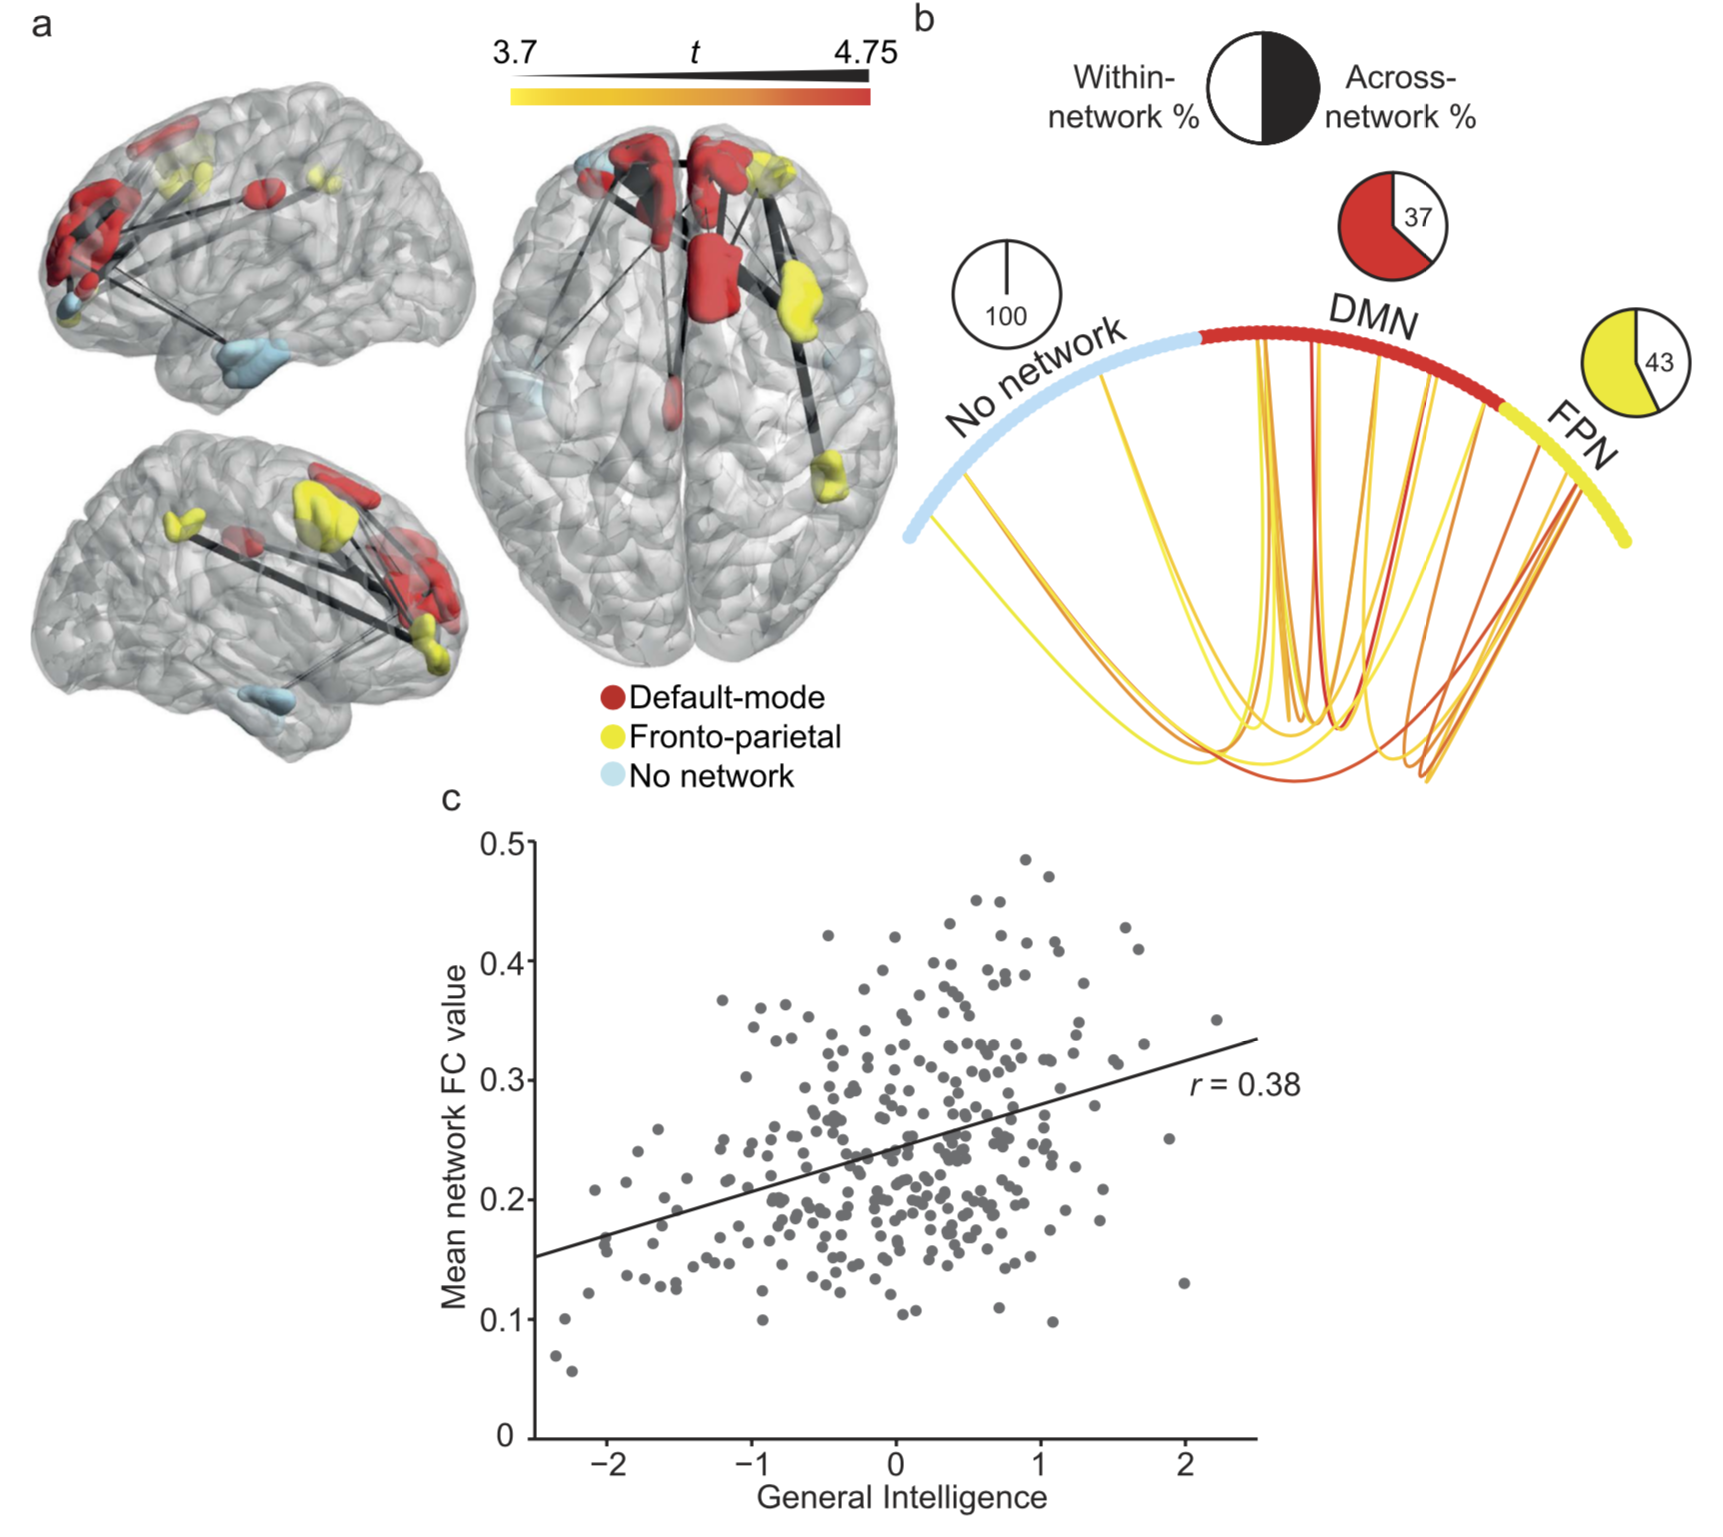 a
3.7 t 4.75
b
Within-
network %
Across-
network %
37
100
DMN
43
No network
FPN
Default-mode
Fronto-parietal
No network
c
0.5
0.4
0.3
0.2
0.1
0
Mean network FC value
r = 0.38
−2 −1 0 1 2
General Intelligence